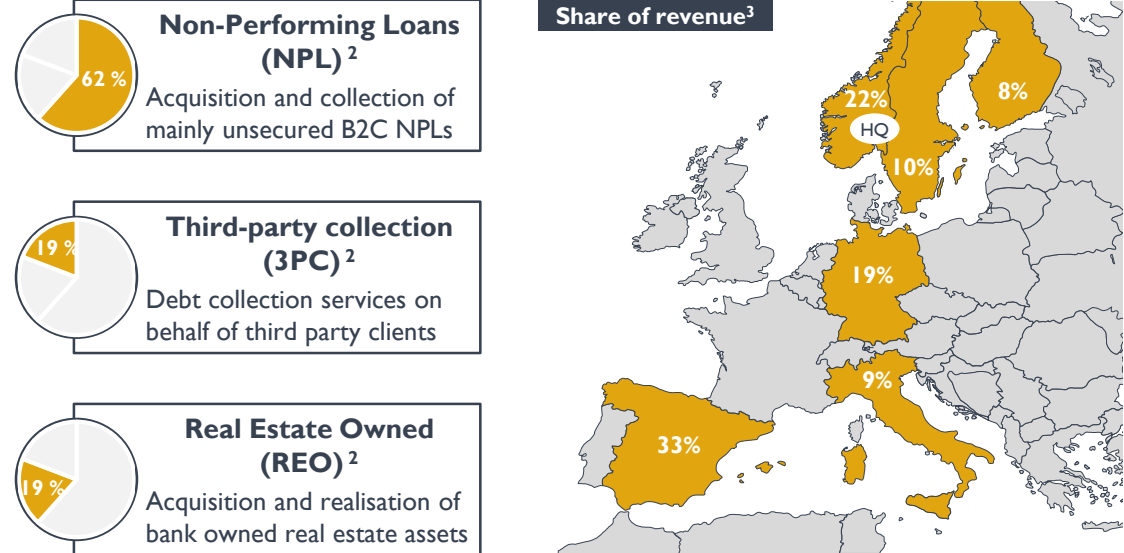 Non-Performing Loans
(NPL) 2
62 %
Acquisition and collection of
mainly unsecured B2C NPLs
Third-party collection
(3PC) 2
19 %
Debt collection services on
behalf of third party clients
Real Estate Owned
(REO) 2
19 %
Acquisition and realisation of
bank owned real estate assets
Share of revenue3
22%
HQ
8%
10%
19%
9%
33%